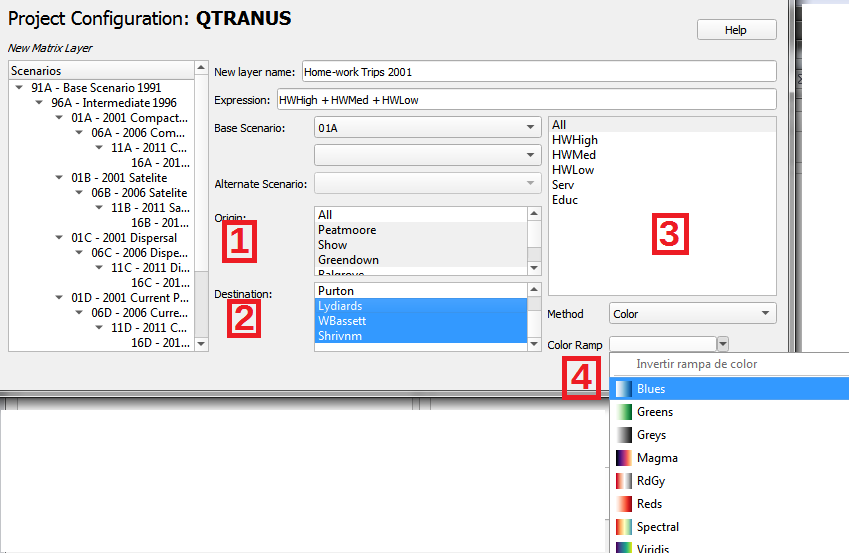 Project Configuration: QTRANUS
Help
New Matrix Layer
Scenarios
91A - Base Scenario 1991
96A - Intermediate 1996
01A - 2001 Compact...
06A - 2006 Com...
11A - 2011 C...
16A - 201...
01B - 2001 Satelite
06B - 2006 Satelite
11B - 2011 Sa...
16B - 201...
01C - 2001 Dispersal
06C - 2006 Dispe...
11C - 2011 Di...
16C - 201...
01D - 2001 Current P...
06D - 2006 Curre...
11D - 2011 C...
16D - 201...
New layer name: Home-work Trips 2001
Expression: HWHigh + HWMed + HWLow
Base Scenario: 01A
Alternate Scenario:
Origin:
1
All
Peatmoore
Show
Greendown
Destination:
2
Purton
Lydiards
WBassett
Shrivnm
All
HWHigh
HWMed
HWLow
Serv
Educ
3
Method Color
Color Ramp
4
Invertir rampa de color
Blues
Greens
Greys
Magma
RdGy
Reds
Spectral
Viridis